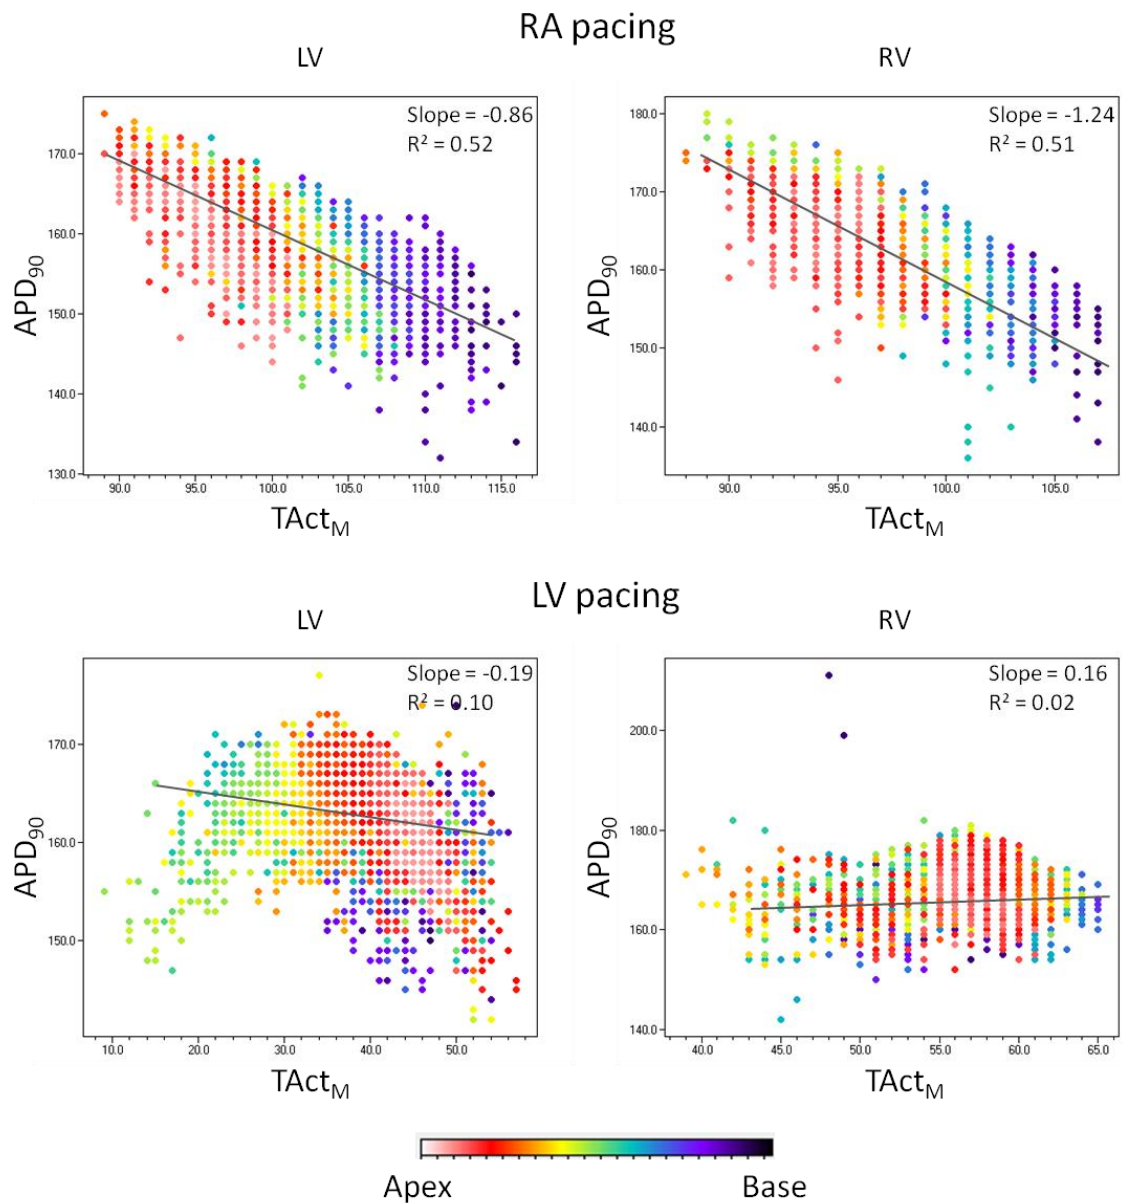 RA pacing
LV
RV
Slope = -0.86
R² = 0.52
Slope = -1.24
R² = 0.51
APD90
170.0
160.0
150.0
140.0
130.0
90.0 95.0 100.0 105.0 110.0 115.0
TActM
APD90
180.0
170.0
160.0
150.0
140.0
90.0 95.0 100.0 105.0
TActM
LV pacing
LV
RV
Slope = -0.19
R² = 0.10
Slope = 0.16
R² = 0.02
APD90
170.0
160.0
150.0
10.0 20.0 30.0 40.0 50.0
TActM
APD90
200.0
180.0
160.0
140.0
40.0 45.0 50.0 55.0 60.0 65.0
TActM
Apex Base